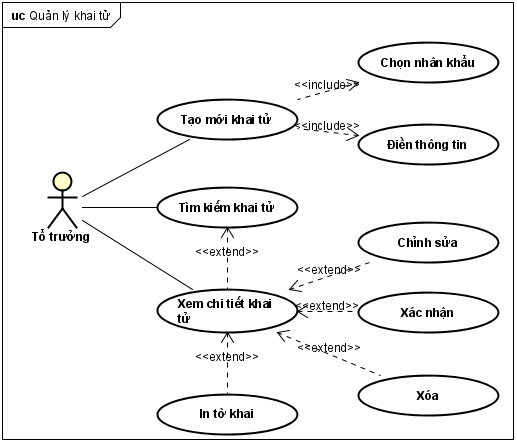 uc Quản lý khai tử
Chọn nhân khẩu
<<include>>
Tạo mới khai tử
<<include>>
Điền thông tin
Tìm kiếm khai tử
Tổ trưởng
Chỉnh sửa
<<extend>>
<<extend>>
Xem chi tiết khai
tử
<<extend>>
Xác nhận
<<extend>>
<<extend>>
Xóa
In tờ khai